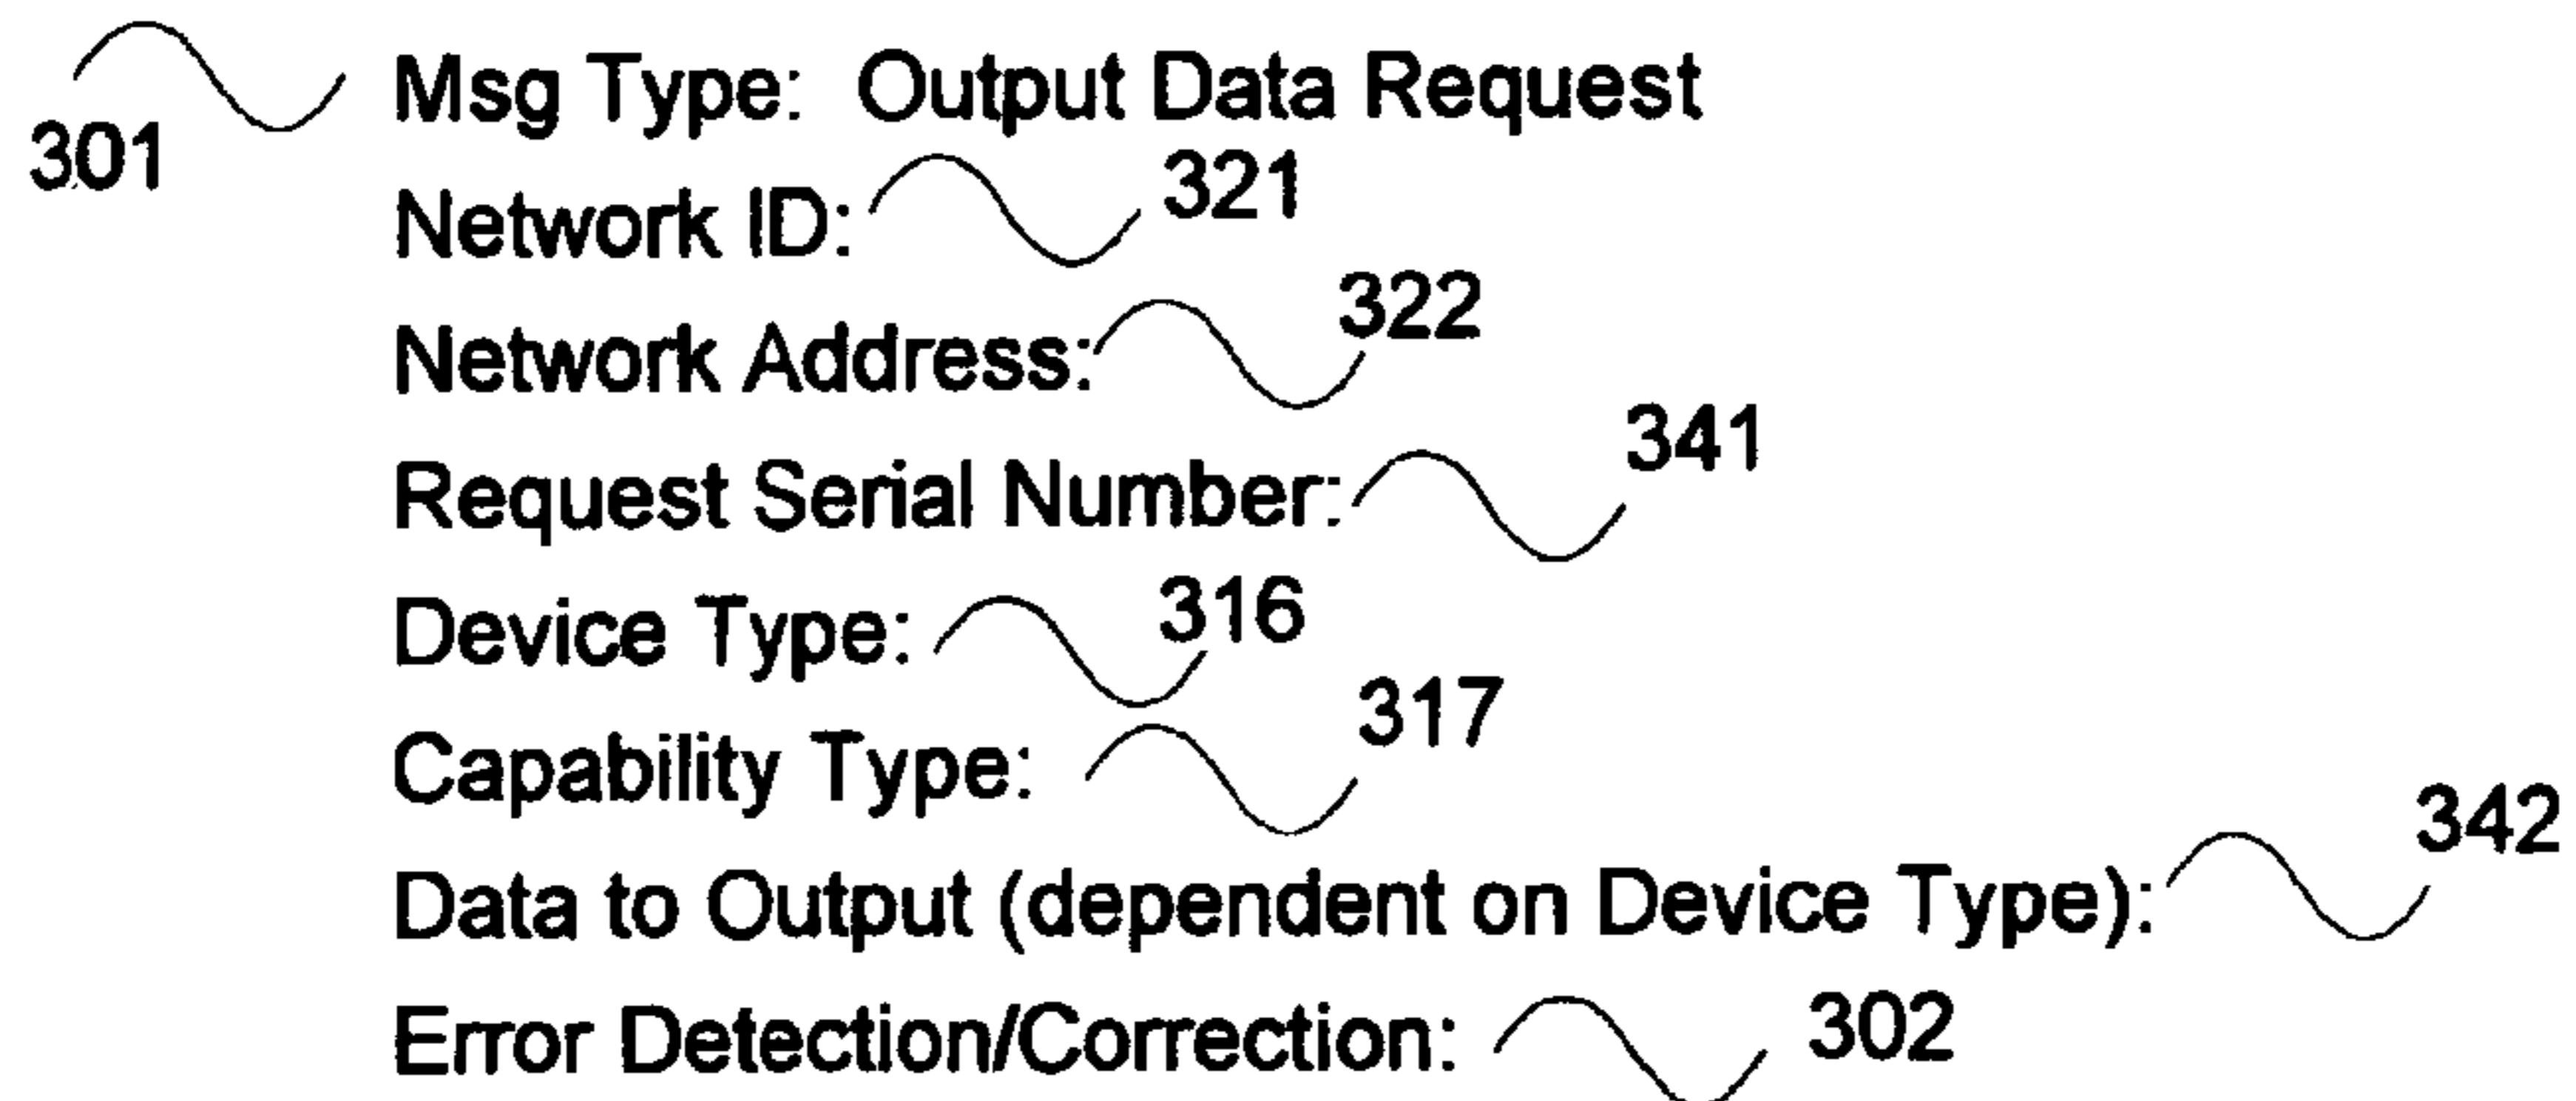 301 Msg Type: Output Data Request
Network ID: 321
Network Address: 322
Request Serial Number: 341
Device Type: 316
Capability Type: 317
Data to Output (dependent on Device Type): 342
Error Detection/Correction: 302